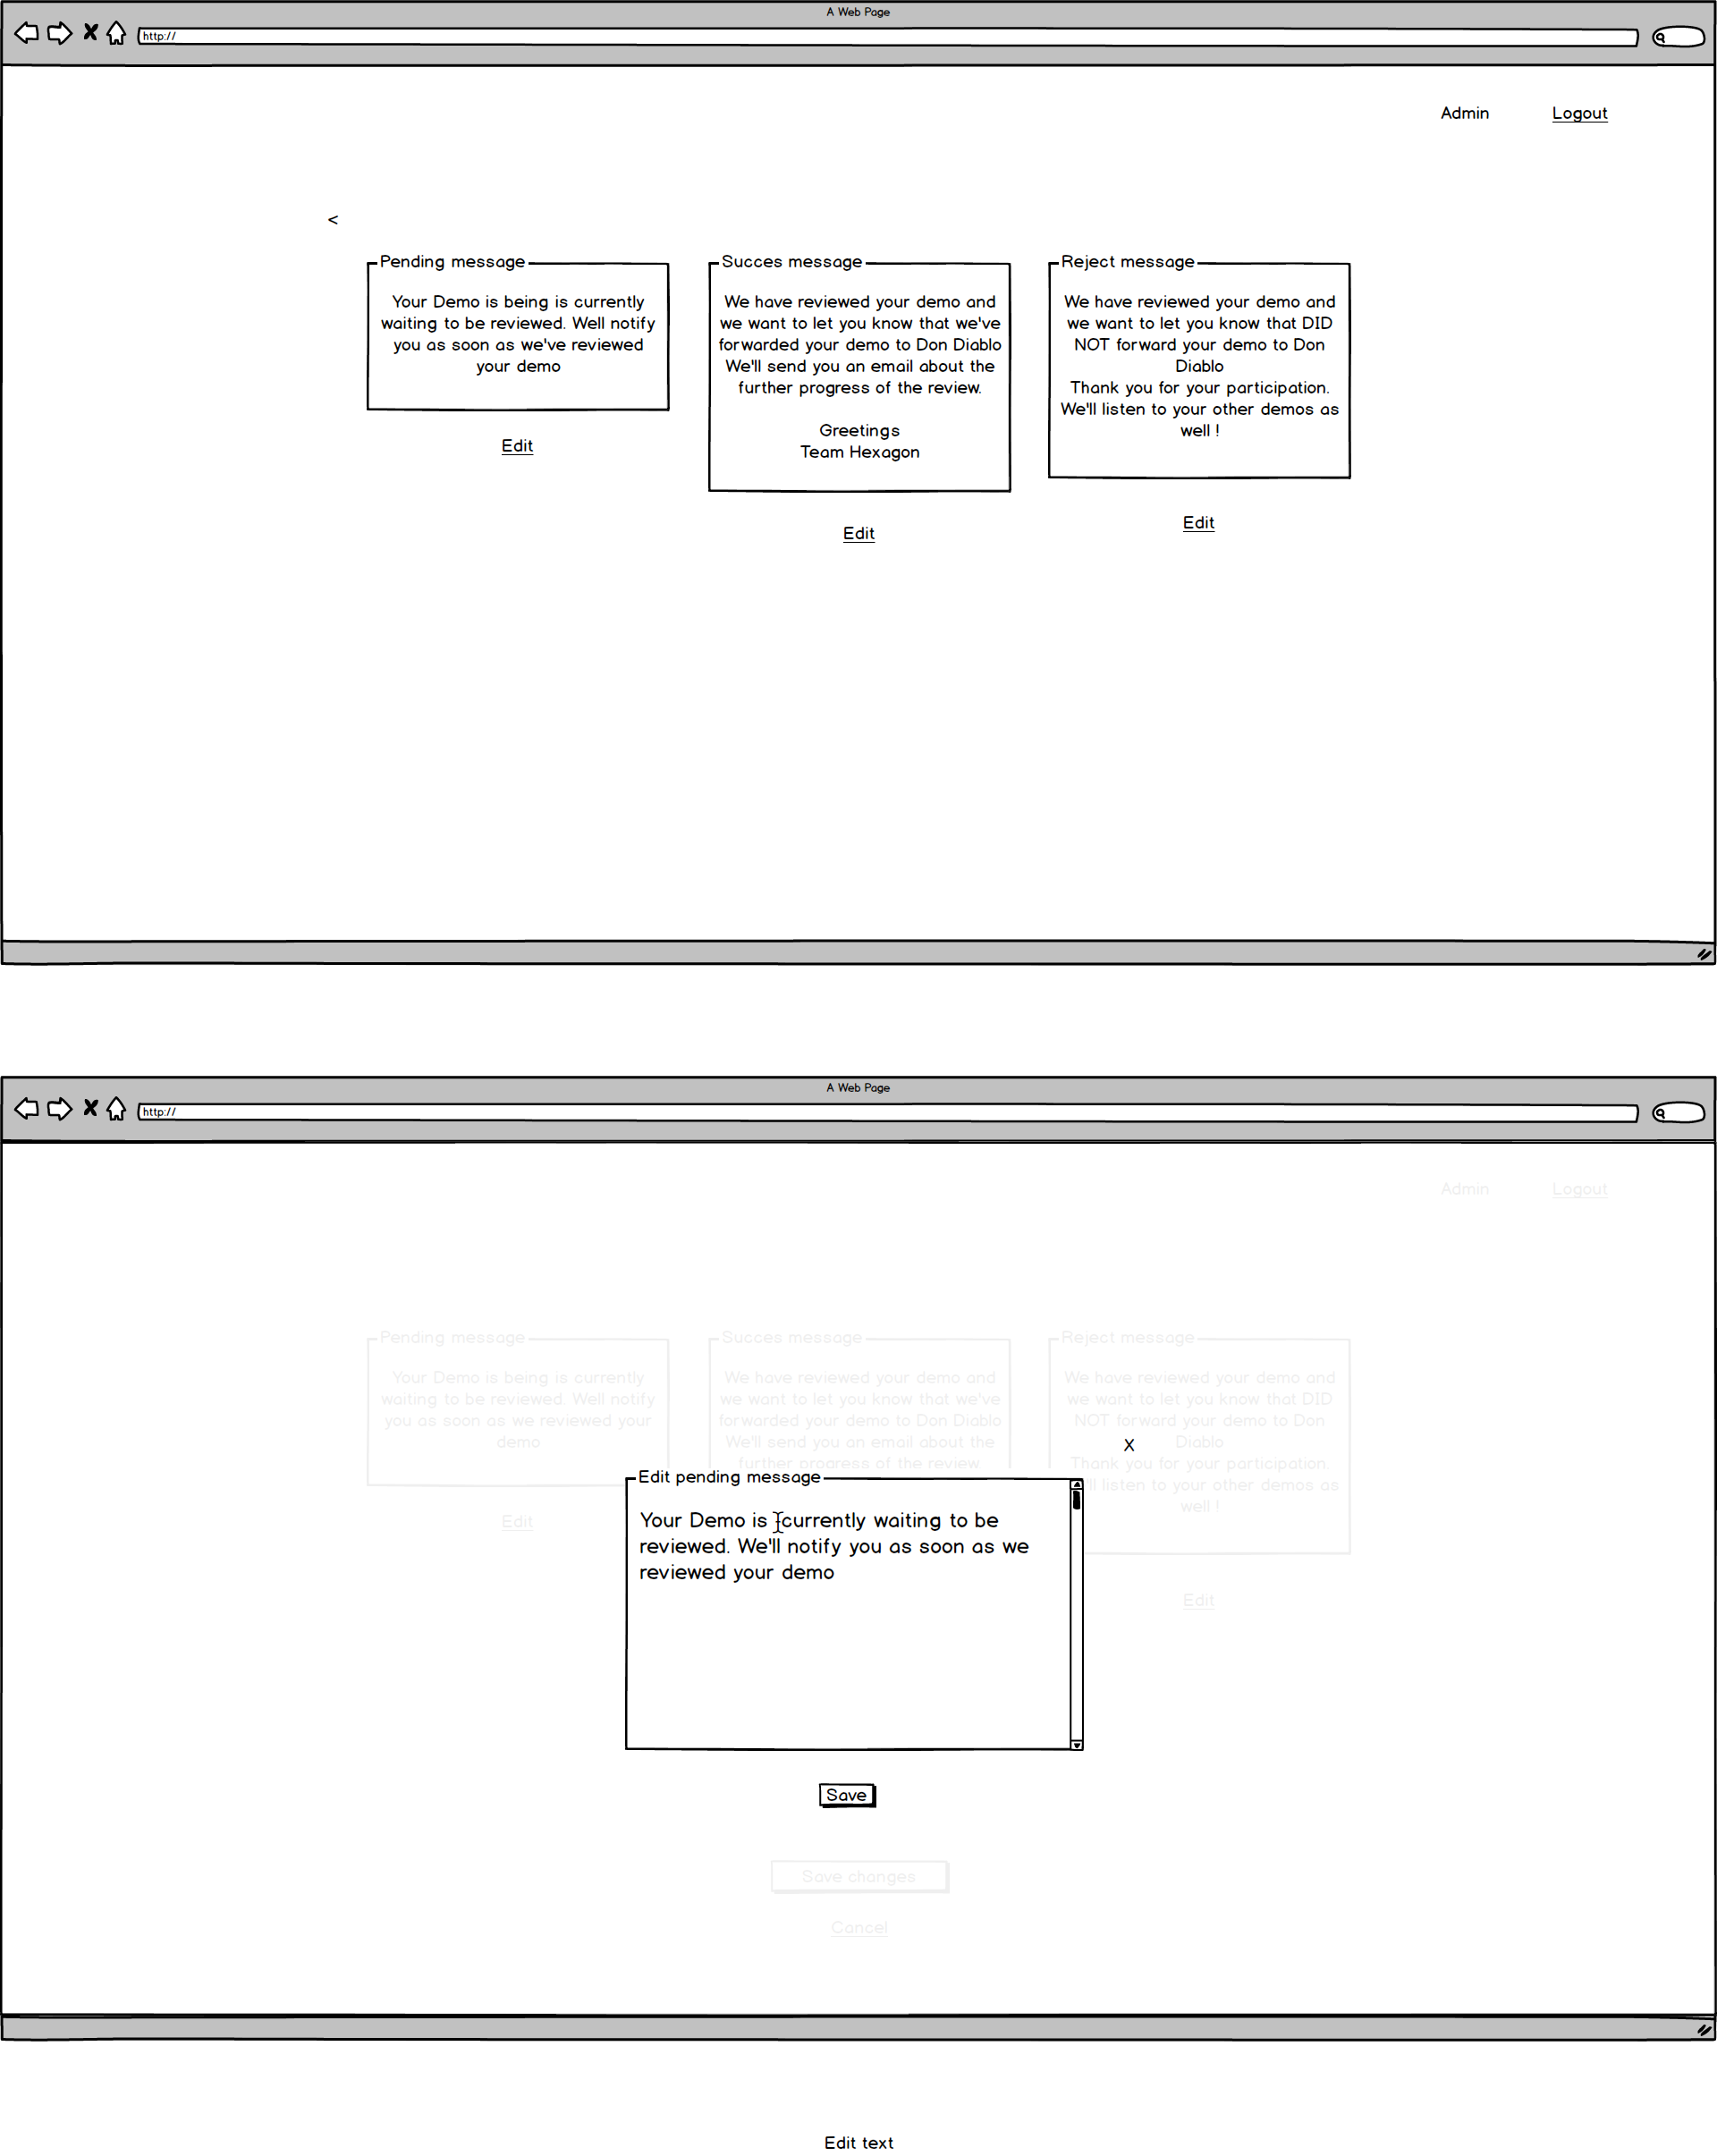 A Web Page
http://
Admin
Logout
<
Pending message
Your Demo is being is currently
waiting to be reviewed. Well notify
you as soon as we've reviewed
your demo
Edit
Succes message
We have reviewed your demo and
we want to let you know that we've
forwarded your demo to Don Diablo
We'll send you an email about the
further progress of the review.
Greetings
Team Hexagon
Edit
Reject message
We have reviewed your demo and
we want to let you know that DID
NOT forward your demo to Don
Diablo
Thank you for your participation.
We'll listen to your other demos as
well !
Edit
A Web Page
http://
Admin
Logout
Pending message
Your Demo is being is currently
waiting to be reviewed. Well notify
you as soon as we reviewed your
demo
Edit
Succes message
We have reviewed your demo and
we want to let you know that we've
forwarded your demo to Don Diablo
We'll send you an email about the
further progress of the review.
Reject message
We have reviewed your demo and
we want to let you know that DID
NOT forward your demo to Don
Diablo
Thank you for your participation.
listen to your other demos as
well !
Edit
X
Edit pending message
Your Demo is currently waiting to be
reviewed. We'll notify you as soon as we
reviewed your demo
Save
Save changes
Cancel
Edit text